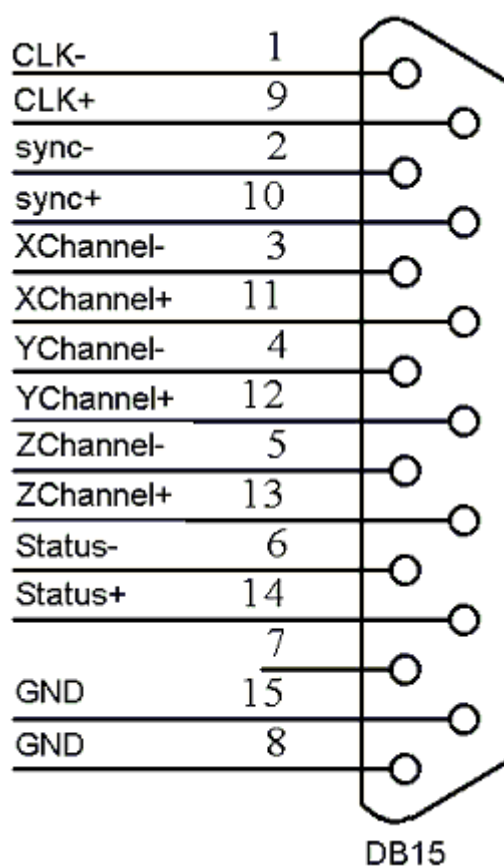 CLK- 1
CLK+ 9
sync- 2
sync+ 10
XChannel- 3
XChannel+ 11
YChannel- 4
YChannel+ 12
ZChannel- 5
ZChannel+ 13
Status- 6
Status+ 14
7
GND 15
GND 8
DB15